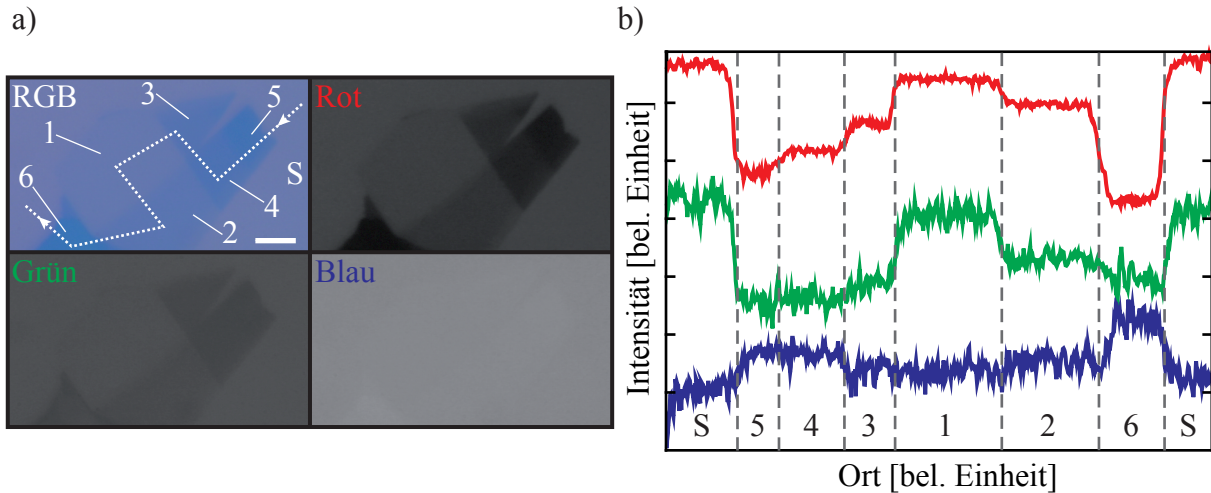 a)
b)
RGB
3
5
1
S
6
4
2
Rot
Grün
Blau
Intensität [bel. Einheit]
S 5 4 3 1 2 6 S
Ort [bel. Einheit]